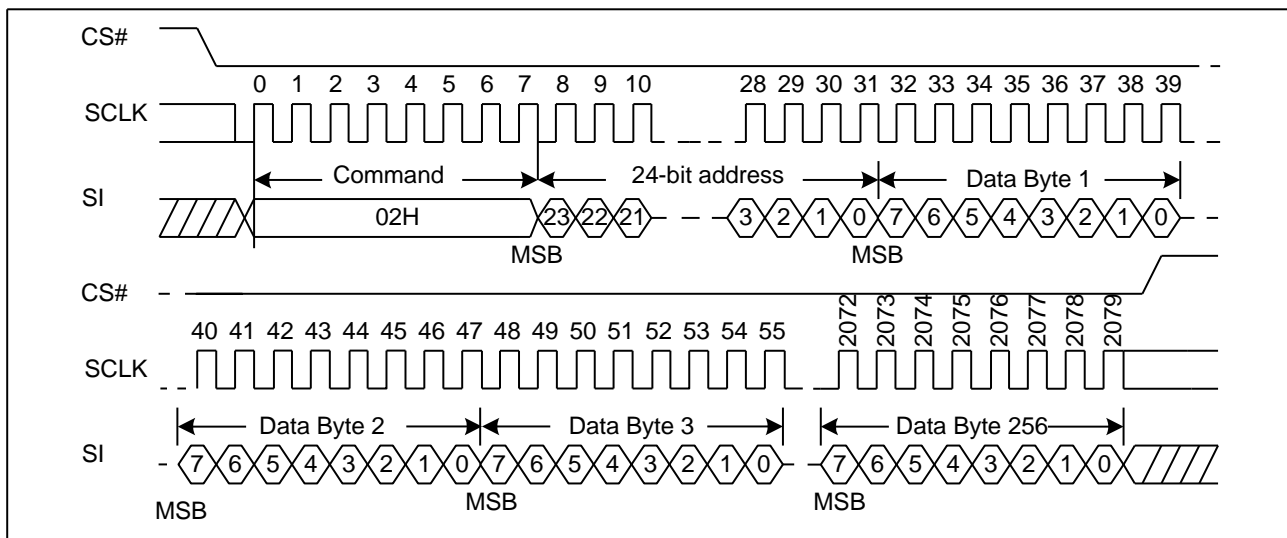 CS#
0 1 2 3 4 5 6 7 8 9 10 28 29 30 31 32 33 34 35 36 37 38 39
SCLK
Command 24-bit address Data Byte 1
SI
02H 23 22 21 3 2 1 0 7 6 5 4 3 2 1 0
MSB MSB
CS#
40 41 42 43 44 45 46 47 48 49 50 51 52 53 54 55 2072 2073 2074 2075 2076 2077 2078 2079
SCLK
Data Byte 2 Data Byte 3 Data Byte 256
SI
7 6 5 4 3 2 1 0 7 6 5 4 3 2 1 0 7 6 5 4 3 2 1 0
MSB MSB MSB